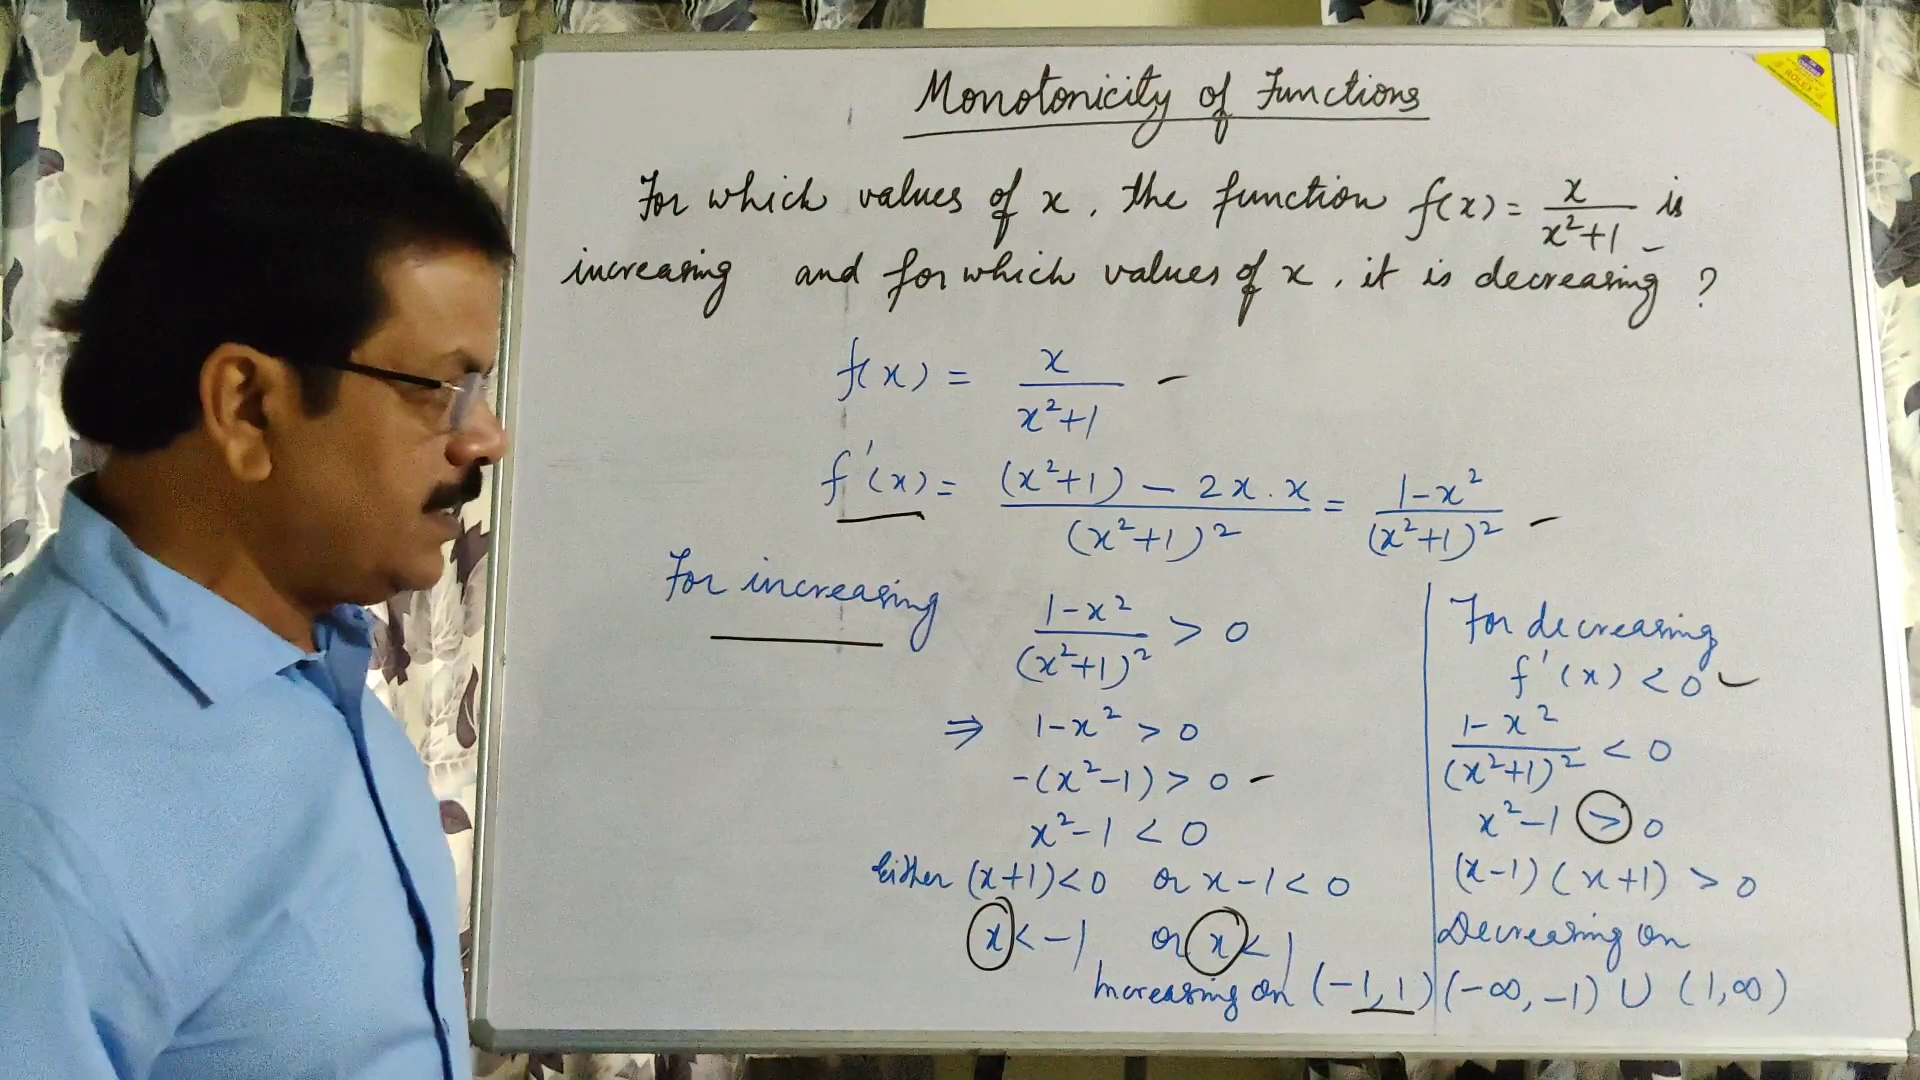 Monotonicity of Functions
For which values of x, the function f(x) = x/(x²+1) is
increasing and for which values of x, it is decreasing ?
f(x) = x/(x²+1)
f'(x) = ((x²+1) - 2x.x)/(x²+1)² = (1-x²)/(x²+1)²
For increasing
(1-x²)/(x²+1)² > 0
⇒ 1-x² > 0
-(x²-1) > 0
x²-1 < 0
Either (x+1)<0 or x-1<0
x<-1 or x<1
Increasing on (-1,1)
For decreasing
f'(x) <0
(1-x²)/(x²+1)² < 0
x²-1 > 0
(x-1)(x+1) > 0
Decreasing on
(-∞,-1) ∪ (1,∞)
ROLEX